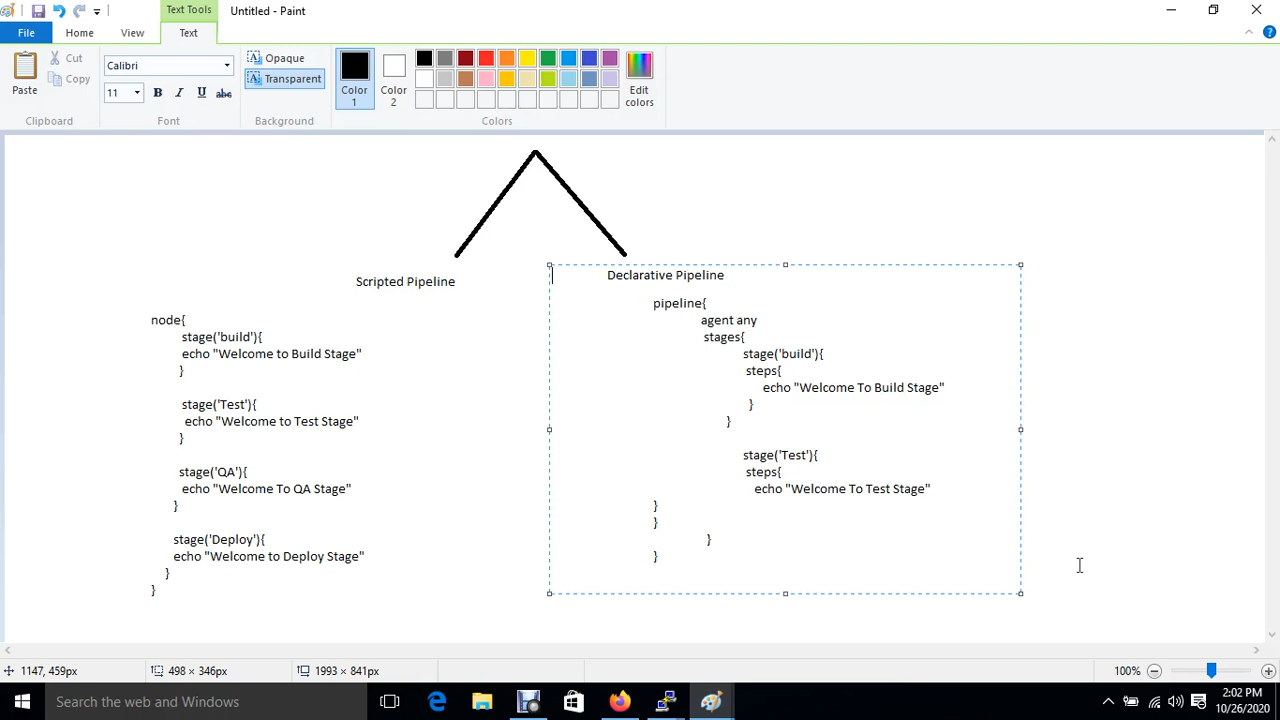 Text Tools
Untitled - Paint
File
Home
View
Text
Paste
Cut
Copy
Clipboard
Calibri
11
B
I
U
abc
Font
Opaque
Transparent
Background
Color
1
Color
2
Edit
colors
Colors
Scripted Pipeline
node{
stage('build'){
echo "Welcome to Build Stage"
}
stage('Test'){
echo "Welcome to Test Stage"
}
stage('QA'){
echo "Welcome To QA Stage"
}
stage('Deploy'){
echo "Welcome to Deploy Stage"
}
}
Declarative Pipeline
pipeline{
agent any
stages{
stage('build'){
steps{
echo "Welcome To Build Stage"
}
}
stage('Test'){
steps{
echo "Welcome To Test Stage"
}
}
}
}
1147, 459px
498 × 346px
1993 × 841px
100%
Search the web and Windows
2:02 PM
10/26/2020